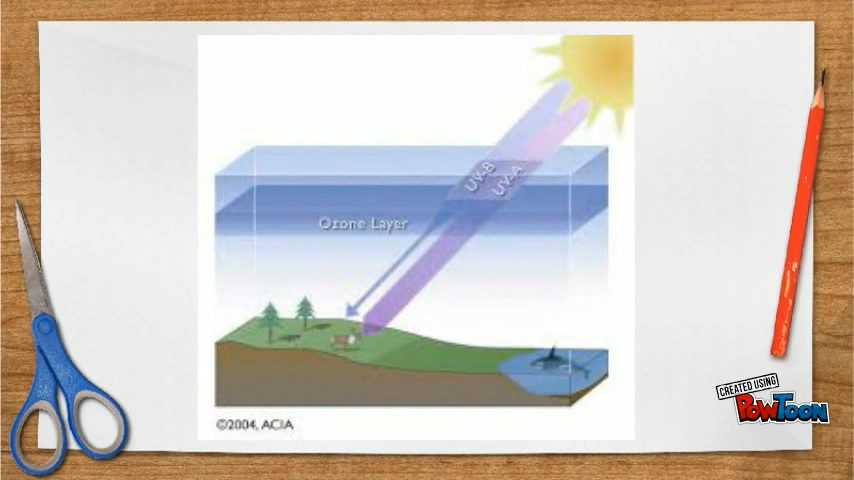 UV-B
UV-A
Ozone Layer
©2004, ACIA
CREATED USING
POWTOON